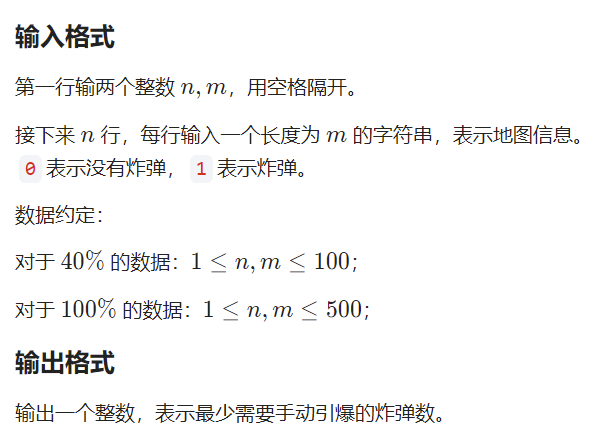 输入格式
第一行输两个整数 n, m，用空格隔开。
接下来 n 行，每行输入一个长度为 m 的字符串，表示地图信息。
0 表示没有炸弹， 1 表示炸弹。
数据约定：
对于 40% 的数据：1 ≤ n, m ≤ 100；
对于 100% 的数据：1 ≤ n, m ≤ 500；
输出格式
输出一个整数，表示最少需要手动引爆的炸弹数。